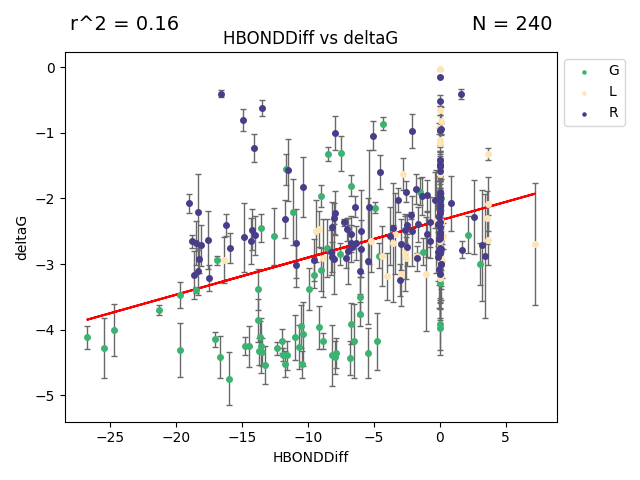 r^2 = 0.16
N = 240
HBONDDiff vs deltaG
G
L
R
0
−1
−2
−3
−4
−5
deltaG
−25
−20
−15
−10
−5
0
5
HBONDDiff